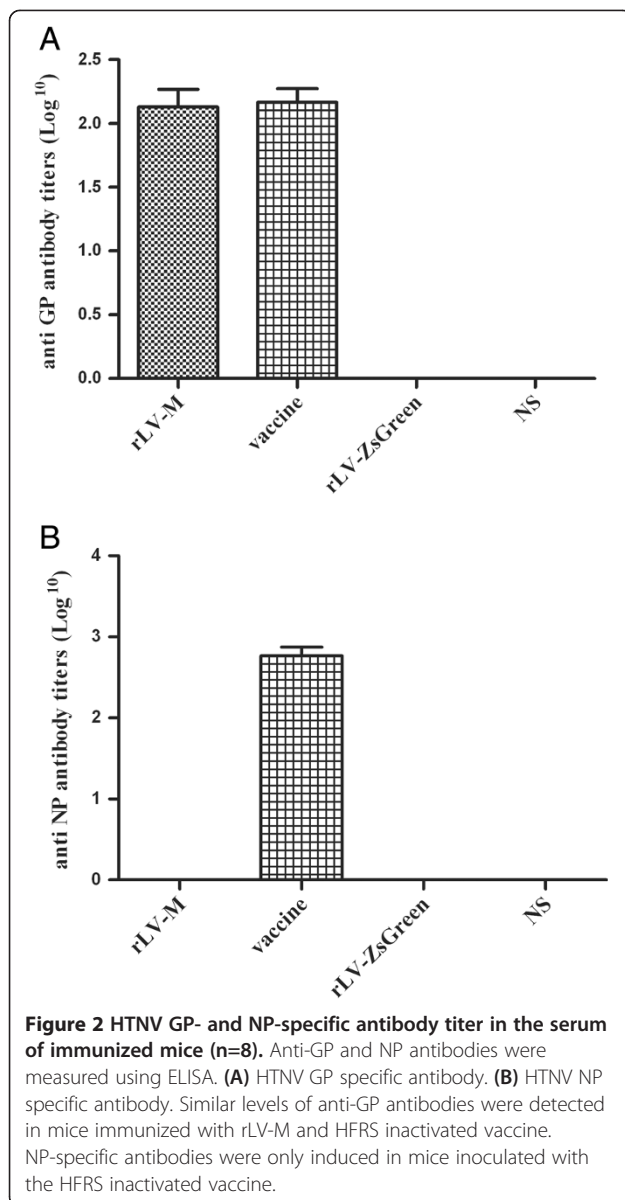 A
anti GP antibody titers (Log¹⁰)
2.5
2.0
1.5
1.0
0.5
0.0
rLV-M
vaccine
rLV-ZsGreen
NS
B
anti NP antibody titers (Log¹⁰)
4
3
2
1
0
rLV-M
vaccine
rLV-ZsGreen
NS
Figure 2 HTNV GP- and NP-specific antibody titer in the serum
of immunized mice (n=8). Anti-GP and NP antibodies were
measured using ELISA. (A) HTNV GP specific antibody. (B) HTNV NP
specific antibody. Similar levels of anti-GP antibodies were detected
in mice immunized with rLV-M and HFRS inactivated vaccine.
NP-specific antibodies were only induced in mice inoculated with
the HFRS inactivated vaccine.